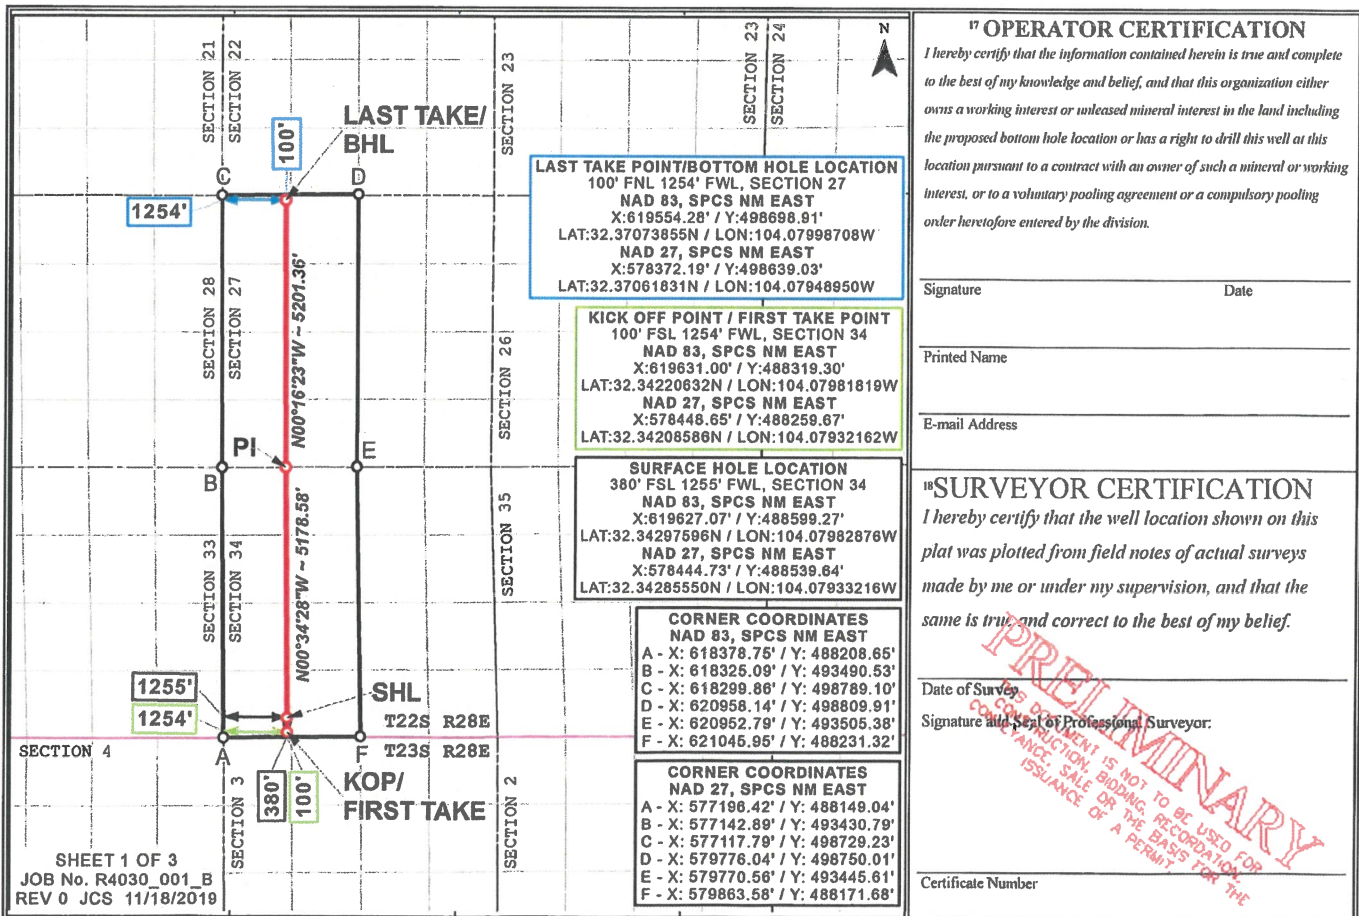 SECTION 21
SECTION 22
SECTION 23
SECTION 23
SECTION 24
N
LAST TAKE/
BHL
100'
C
D
1254'
SECTION 28
SECTION 27
N00°16'23"W ~ 5201.36'
SECTION 26
PI
B
E
SECTION 33
SECTION 34
N00°34'28"W ~ 5178.58'
SECTION 35
1255'
1254'
SHL
T22S R28E
SECTION 4
A
F
T23S R28E
SECTION 3
380'
100'
KOP/
FIRST TAKE
SECTION 2
SHEET 1 OF 3
JOB No. R4030_001_B
REV 0 JCS 11/18/2019
LAST TAKE POINT/BOTTOM HOLE LOCATION
100' FNL 1254' FWL, SECTION 27
NAD 83, SPCS NM EAST
X:619554.28' / Y:498698.91'
LAT:32.37073855N / LON:104.07998708W
NAD 27, SPCS NM EAST
X:578372.19' / Y:498639.03'
LAT:32.37061831N / LON:104.07948950W
KICK OFF POINT / FIRST TAKE POINT
100' FSL 1254' FWL, SECTION 34
NAD 83, SPCS NM EAST
X:619631.00' / Y:488319.30'
LAT:32.34220632N / LON:104.07981819W
NAD 27, SPCS NM EAST
X:578448.65' / Y:488259.67'
LAT:32.34208586N / LON:104.07932162W
SURFACE HOLE LOCATION
380' FSL 1255' FWL, SECTION 34
NAD 83, SPCS NM EAST
X:619627.07' / Y:488599.27'
LAT:32.34297596N / LON:104.07982876W
NAD 27, SPCS NM EAST
X:578444.73' / Y:488539.64'
LAT:32.34285550N / LON:104.07933216W
CORNER COORDINATES
NAD 83, SPCS NM EAST
A - X: 618378.75' / Y: 488208.65'
B - X: 618325.09' / Y: 493490.53'
C - X: 618299.86' / Y: 498789.10'
D - X: 620958.14' / Y: 498809.91'
E - X: 620952.79' / Y: 493505.38'
F - X: 621045.95' / Y: 488231.32'
CORNER COORDINATES
NAD 27, SPCS NM EAST
A - X: 577196.42' / Y: 488149.04'
B - X: 577142.89' / Y: 493430.79'
C - X: 577117.79' / Y: 498729.23'
D - X: 579776.04' / Y: 498750.01'
E - X: 579770.56' / Y: 493445.61'
F - X: 579863.58' / Y: 488171.68'
17 OPERATOR CERTIFICATION
I hereby certify that the information contained herein is true and complete
to the best of my knowledge and belief, and that this organization either
owns a working interest or unleased mineral interest in the land including
the proposed bottom hole location or has a right to drill this well at this
location pursuant to a contract with an owner of such a mineral or working
interest, or to a voluntary pooling agreement or a compulsory pooling
order heretofore entered by the division.
Signature Date
Printed Name
E-mail Address
18 SURVEYOR CERTIFICATION
I hereby certify that the well location shown on this
plat was plotted from field notes of actual surveys
made by me or under my supervision, and that the
same is true and correct to the best of my belief.
Date of Survey
Signature and Seal of Professional Surveyor:
Certificate Number
PRELIMINARY
THIS DOCUMENT IS NOT TO BE USED FOR
CONSTRUCTION, BIDDING, RECORDATION,
CONVEYANCE, SALE OR THE BASIS FOR THE
ISSUANCE OF A PERMIT.